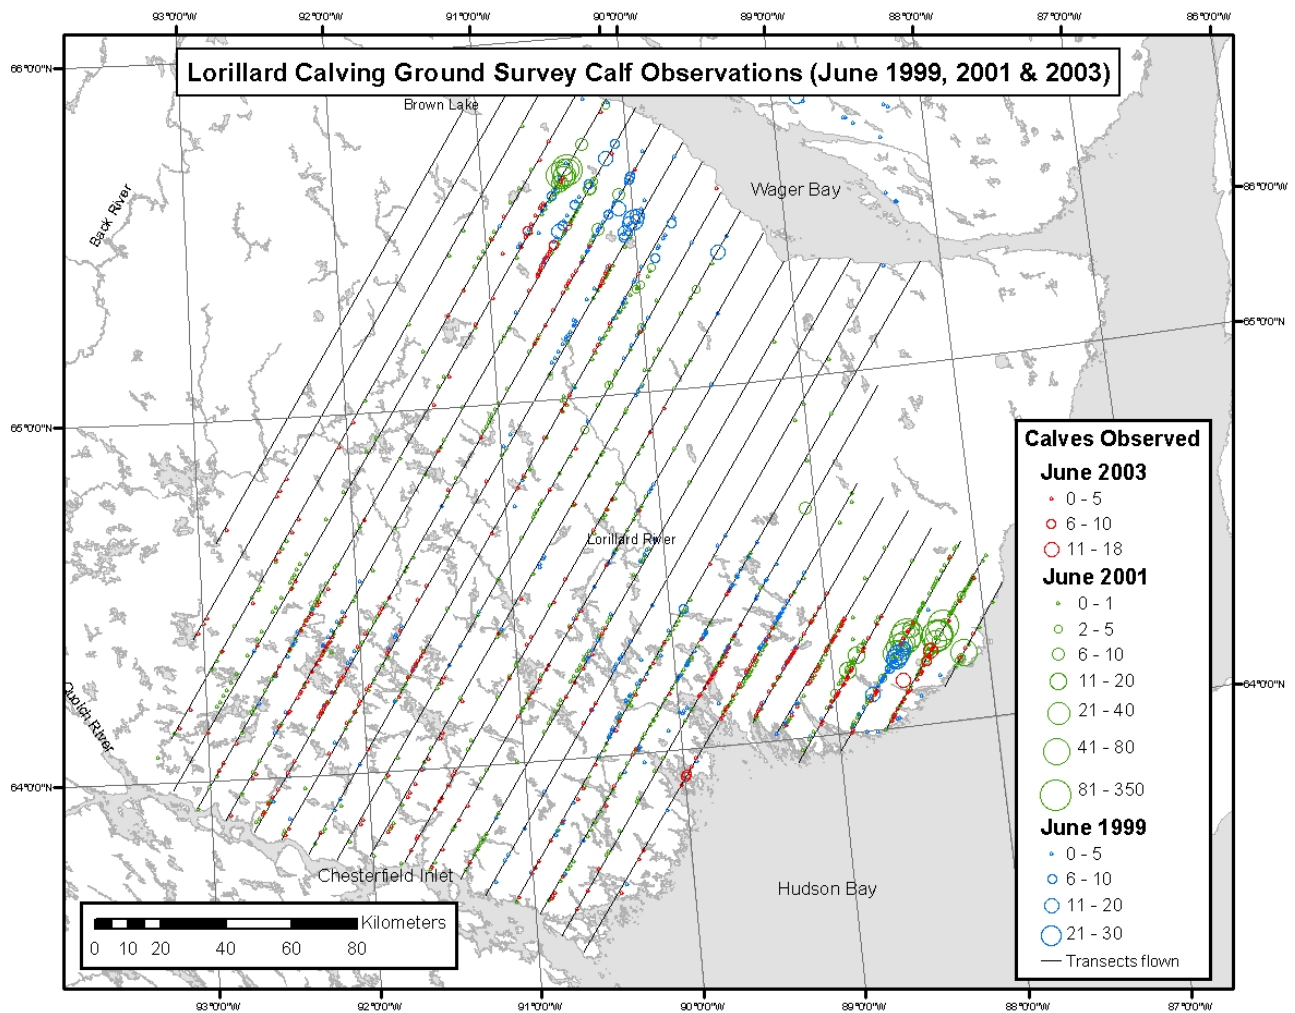 93°0'0"W 92°0'0"W 91°0'0"W 90°0'0"W 89°0'0"W 88°0'0"W 87°0'0"W 86°0'0"W
66°0'0"N
Lorillard Calving Ground Survey Calf Observations (June 1999, 2001 & 2003)
Brown Lake
Wager Bay
66°0'0"W
Back River
65°0'0"N
65°0'0"N
Calves Observed
June 2003
0 - 5
6 - 10
11 - 18
June 2001
0 - 1
2 - 5
6 - 10
11 - 20
21 - 40
41 - 80
81 - 350
June 1999
0 - 5
6 - 10
11 - 20
21 - 30
Transects flown
Lorillard River
64°0'0"N
Quoich River
64°0'0"N
Chesterfield Inlet
Hudson Bay
Kilometers
0 10 20 40 60 80
93°0'0"W 92°0'0"W 91°0'0"W 90°0'0"W 89°0'0"W 88°0'0"W 87°0'0"W